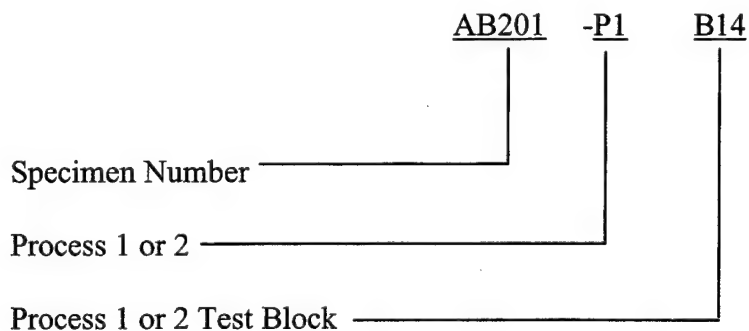 AB201 -P1 B14
Specimen Number
Process 1 or 2
Process 1 or 2 Test Block